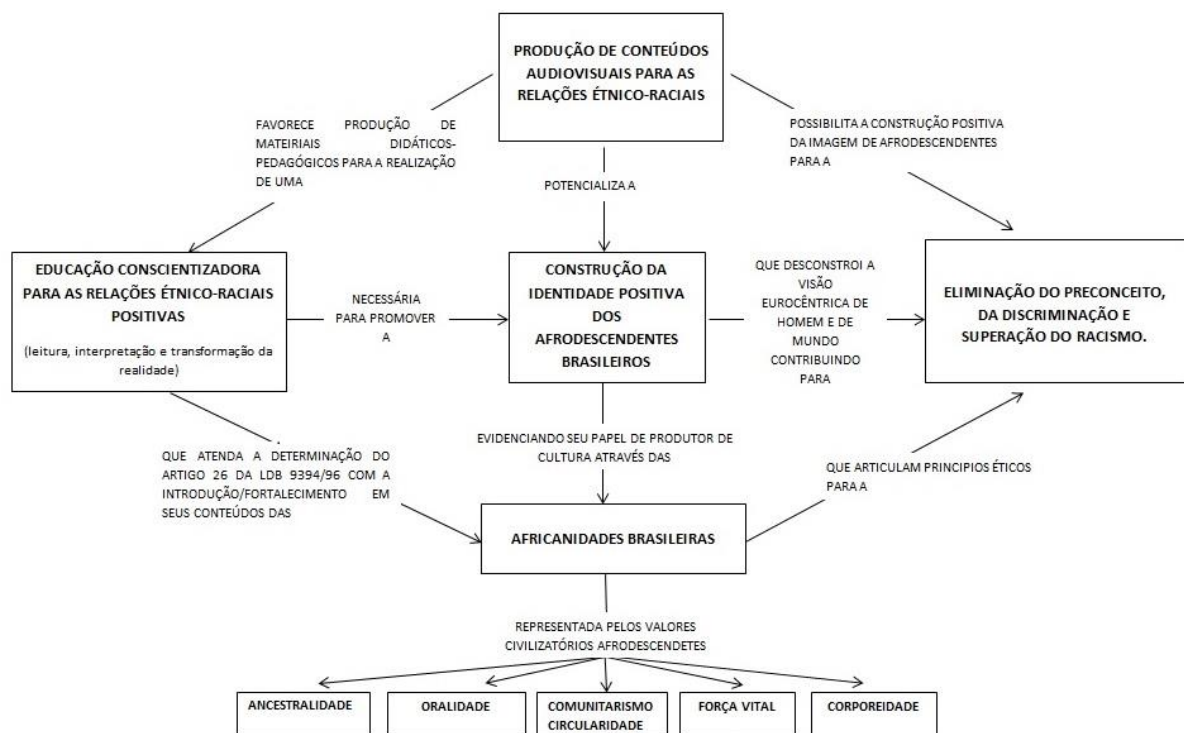 PRODUÇÃO DE CONTEÚDOS
AUDIOVISUAIS PARA AS
RELAÇÕES ÉTNICO-RACIAIS
FAVORECE PRODUÇÃO DE
MATEIRIAIS DIDÁTICOS-
PEDAGÓGICOS PARA A REALIZAÇÃO
DE UMA
POSSIBILITA A CONSTRUÇÃO POSITIVA
DA IMAGEM DE AFRODESCENDENTES
PARA A
POTENCIALIZA A
EDUCAÇÃO CONSCIENTIZADORA
PARA AS RELAÇÕES ÉTNICO-RACIAIS
POSITIVAS
(leitura, interpretação e transformação da
realidade)
NECESSÁRIA
PARA PROMOVER
A
CONSTRUÇÃO DA
IDENTIDADE POSITIVA
DOS
AFRODESCENDENTES
BRASILEIROS
QUE DESCONSTROI A
VISÃO
EUROCÊNTRICA DE
HOMEM E DE
MUNDO
CONTRIBUINDO
PARA
ELIMINAÇÃO DO PRECONCEITO,
DA DISCRIMINAÇÃO E
SUPERAÇÃO DO RACISMO.
QUE ATENDA A DETERMINAÇÃO DO
ARTIGO 26 DA LDB 9394/96 COM A
INTRODUÇÃO/FORTALECIMENTO EM
SEUS CONTEÚDOS DAS
EVIDENCIANDO SEU PAPEL DE PRODUTOR DE
CULTURA ATRAVÉS DAS
QUE ARTICULAM PRINCIPIOS ÉTICOS
PARA A
AFRICANIDADES BRASILEIRAS
REPRESENTADA PELOS VALORES
CIVILIZATÓRIOS AFRODESCENDETES
ANCESTRALIDADE
ORALIDADE
COMUNITARISMO
CIRCULARIDADE
FORÇA VITAL
CORPOREIDADE